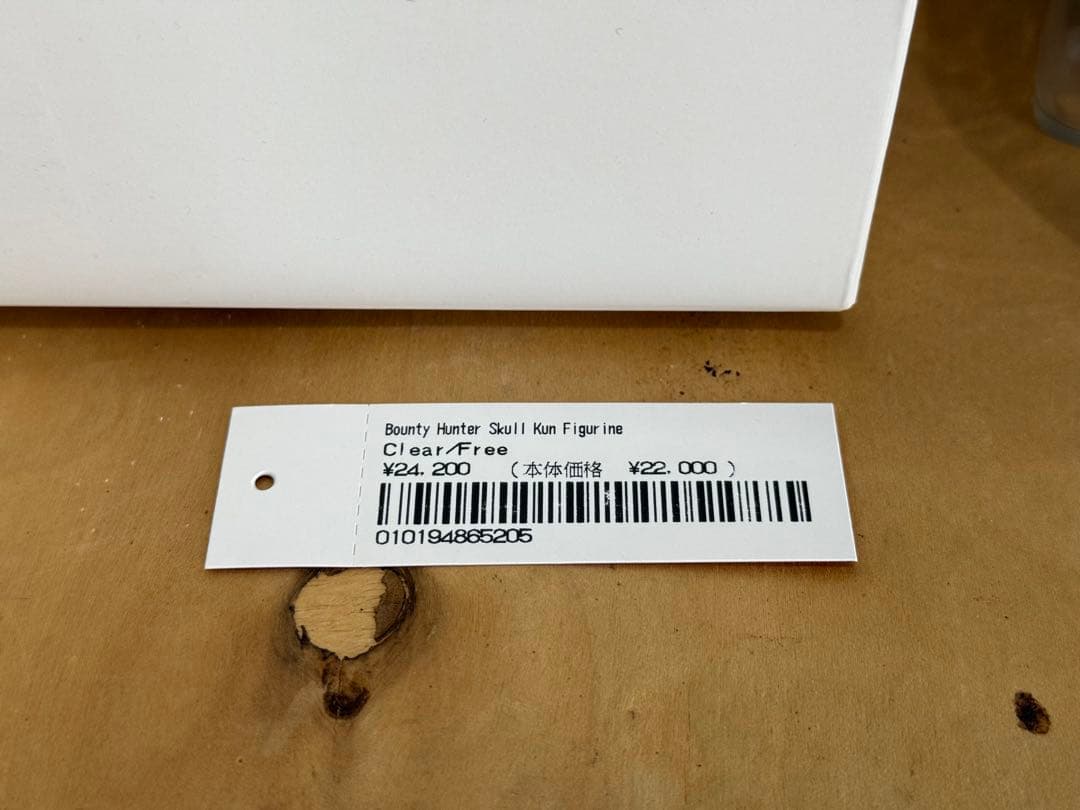 Bounty Hunter Skull Kun Figurine
Clear/Free
¥24,200 (本体価格 ¥22,000)
010194865205